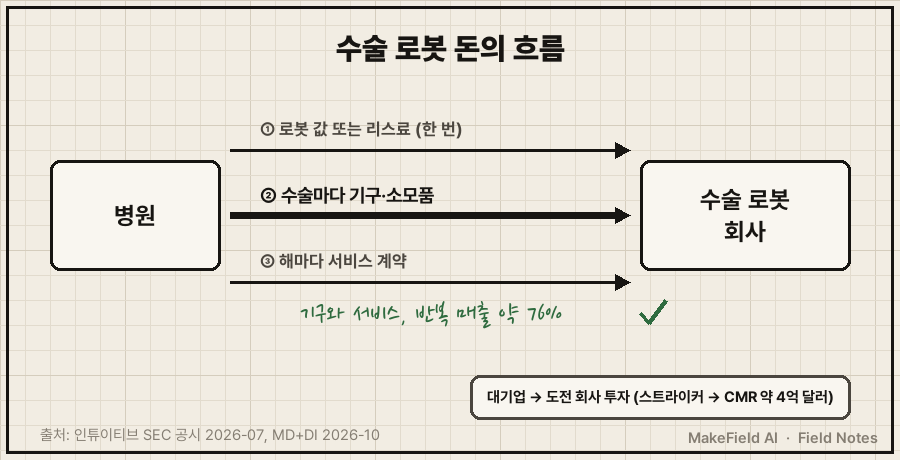 수술 로봇 돈의 흐름
① 로봇 값 또는 리스료 (한 번)
② 수술마다 기구·소모품
병원
수술 로봇
회사
③ 해마다 서비스 계약
기구와 서비스, 반복 매출 약 76%
대기업 → 도전 회사 투자 (스트라이커 → CMR 약 4억 달러)
출처: 인튜이티브 SEC 공시 2026-07, MD+DI 2026-10
MakeField AI · Field Notes